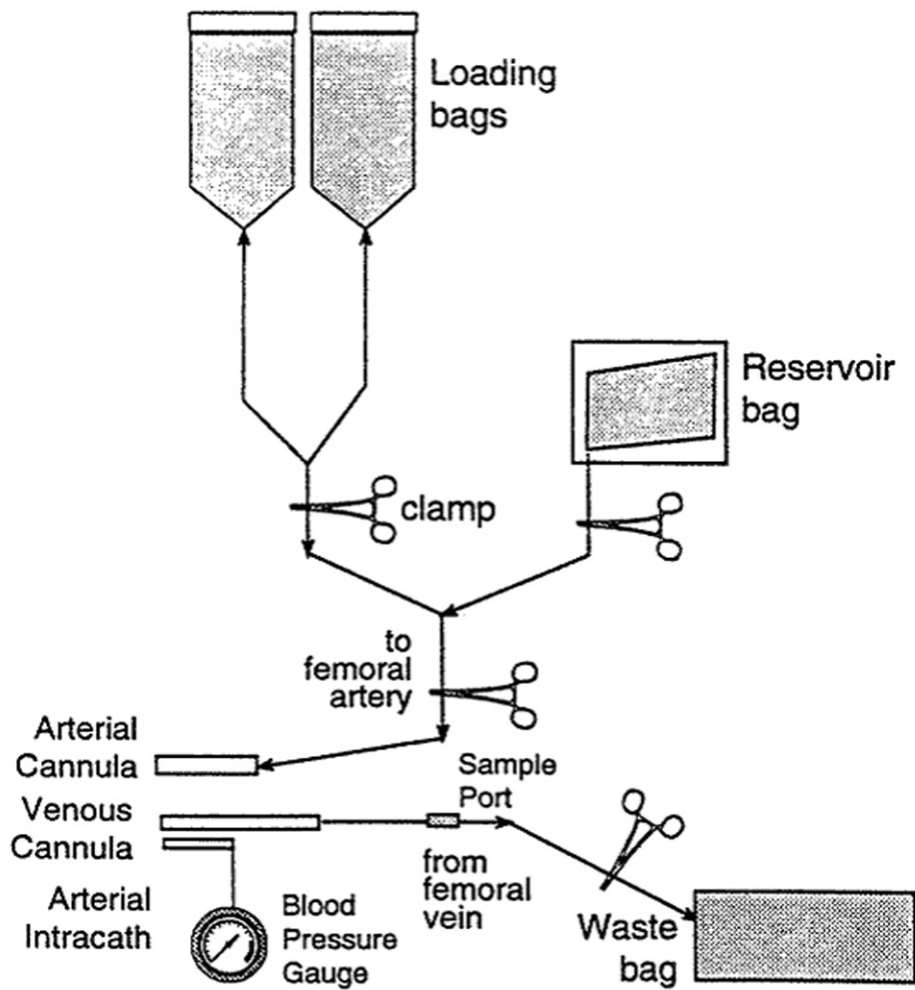 Loading
bags
Reservoir
bag
clamp
to
femoral
artery
Arterial
Cannula
Sample
Port
Venous
Cannula
from
femoral
vein
Arterial
Intracath
Blood
Pressure
Gauge
Waste
bag